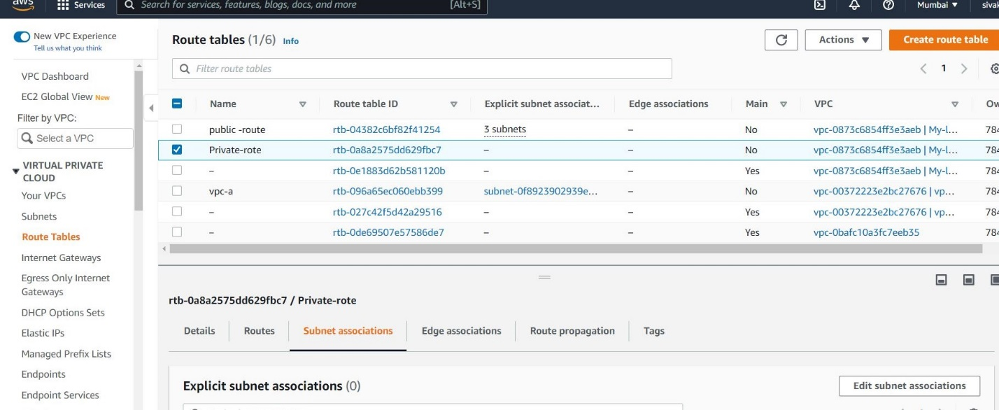 aws
Services
Search for services, features, blogs, docs, and more
[Alt+S]
Mumbai ▼
New VPC Experience
Tell us what you think
VPC Dashboard
EC2 Global View New
Filter by VPC:
Select a VPC
VIRTUAL PRIVATE
CLOUD
Your VPCs
Subnets
Route Tables
Internet Gateways
Egress Only Internet
Gateways
DHCP Options Sets
Elastic IPs
Managed Prefix Lists
Endpoints
Endpoint Services
Route tables (1/6) Info
Actions ▼
Create route table
Filter route tables
1
Name Route table ID Explicit subnet associat... Edge associations Main VPC Ow
public -route rtb-04382c6bf82f41254 3 subnets – No vpc-0873c6854ff3e3aeb | My-l... 784
Private-rote rtb-0a8a2575dd629fbc7 – – No vpc-0873c6854ff3e3aeb | My-l... 784
– rtb-0e1883d62b581120b – – Yes vpc-0873c6854ff3e3aeb | My-l... 784
vpc-a rtb-096a65ec060ebb399 subnet-0f8923902939e... – No vpc-00372223e2bc27676 | vp... 784
– rtb-027c42f5d42a29516 – – Yes vpc-00372223e2bc27676 | vp... 784
– rtb-0de69507e57586de7 – – Yes vpc-0bafc10a3fc7eeb35 784
rtb-0a8a2575dd629fbc7 / Private-rote
Details
Routes
Subnet associations
Edge associations
Route propagation
Tags
Explicit subnet associations (0)
Edit subnet associations